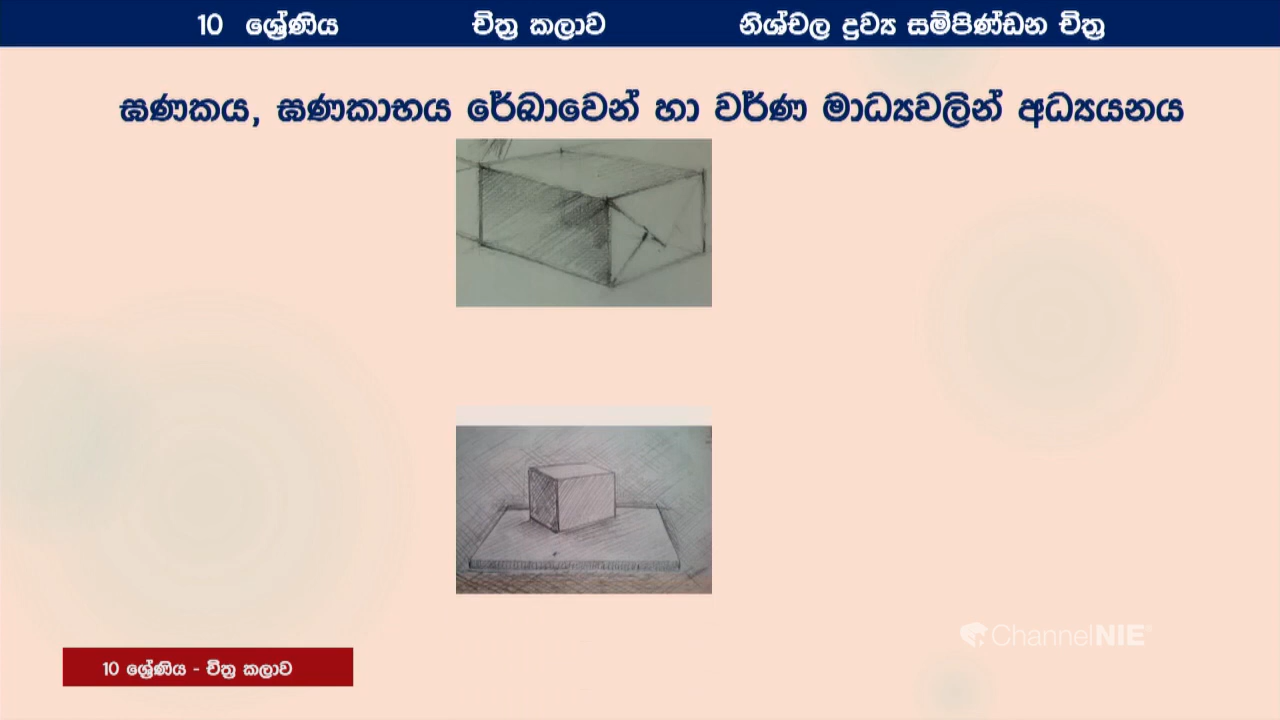 10 ශ්‍රේණිය චිත්‍ර කලාව නිශ්චල ද්‍රව්‍ය සම්පිණ්ඩන චිත්‍ර
ඝණකය, ඝණකාභය රේඛාවෙන් හා වර්ණ මාධ්‍යවලින් අධ්‍යයනය
ChannelNIE
10 ශ්‍රේණිය - චිත්‍ර කලාව